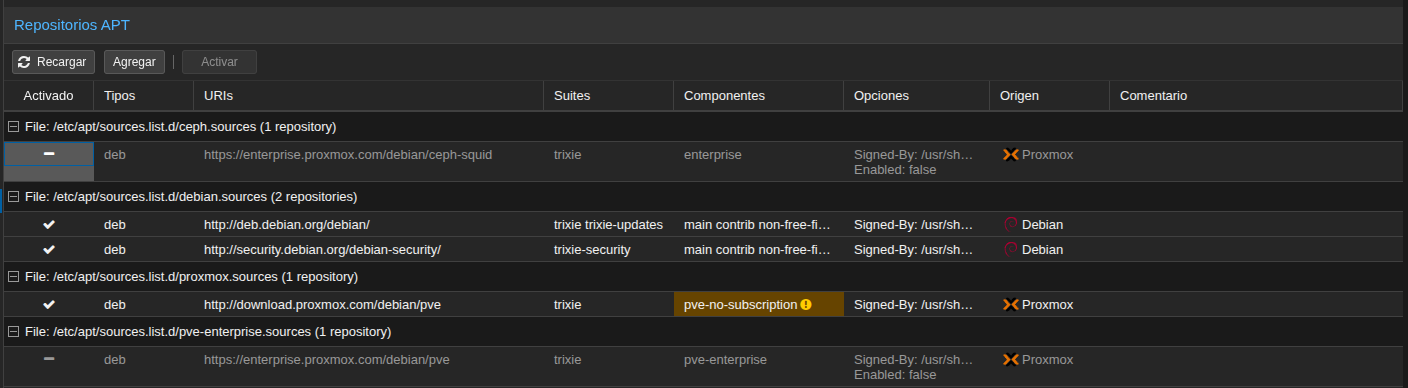 Repositorios APT
Recargar Agregar Activar
Activado Tipos URIs Suites Componentes Opciones Origen Comentario
File: /etc/apt/sources.list.d/ceph.sources (1 repository)
deb https://enterprise.proxmox.com/debian/ceph-squid trixie enterprise Signed-By: /usr/sh… Proxmox
Enabled: false
File: /etc/apt/sources.list.d/debian.sources (2 repositories)
deb http://deb.debian.org/debian/ trixie trixie-updates main contrib non-free-fi… Signed-By: /usr/sh… Debian
deb http://security.debian.org/debian-security/ trixie-security main contrib non-free-fi… Signed-By: /usr/sh… Debian
File: /etc/apt/sources.list.d/proxmox.sources (1 repository)
deb http://download.proxmox.com/debian/pve trixie pve-no-subscription Signed-By: /usr/sh… Proxmox
File: /etc/apt/sources.list.d/pve-enterprise.sources (1 repository)
deb https://enterprise.proxmox.com/debian/pve trixie pve-enterprise Signed-By: /usr/sh… Proxmox
Enabled: false